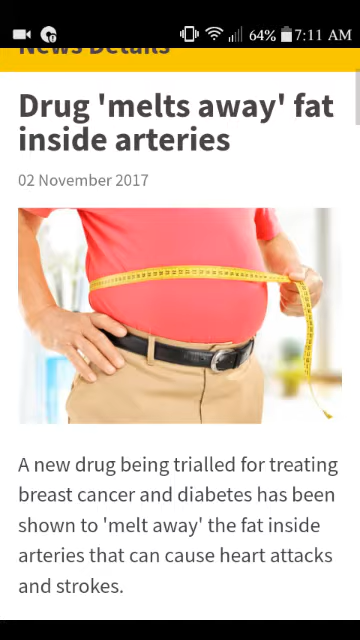 64% 7:11 AM
News Details
Drug 'melts away' fat
inside arteries
02 November 2017
A new drug being trialled for treating
breast cancer and diabetes has been
shown to 'melt away' the fat inside
arteries that can cause heart attacks
and strokes.